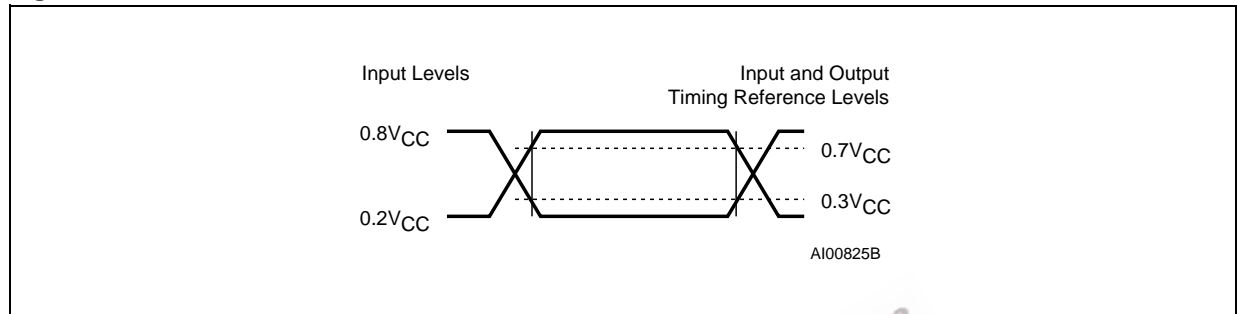 Input Levels
Input and Output
Timing Reference Levels
0.8VCC
0.7VCC
0.3VCC
0.2VCC
AI00825B